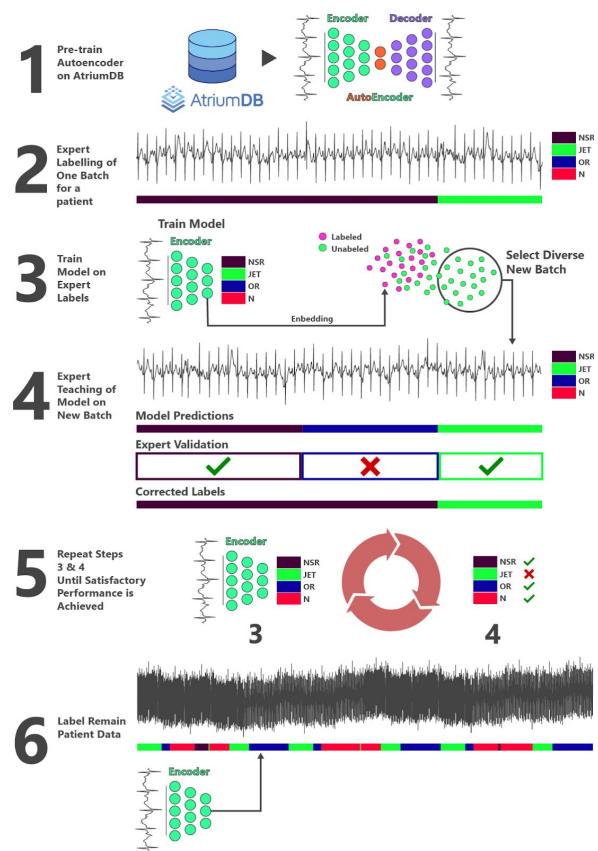 1
Pre-train
Autoencoder
on AtriumDB
AtriumDB
Encoder
Decoder
AutoEncoder
2
Expert
Labelling of
One Batch for
a patient
NSR
JET
OR
N
3
Train
Model on
Expert
Labels
Train Model
Encoder
NSR
JET
OR
N
Embedding
Labeled
Unabeled
Select Diverse
New Batch
4
Expert
Teaching of
Model on
New Batch
NSR
JET
OR
N
Model Predictions
Expert Validation
Corrected Labels
5
Repeat Steps
3 & 4
Until Satisfactory
Performance is
Achieved
Encoder
NSR
JET
OR
N
3
NSR
JET
OR
N
4
6
Label Remain
Patient Data
Encoder